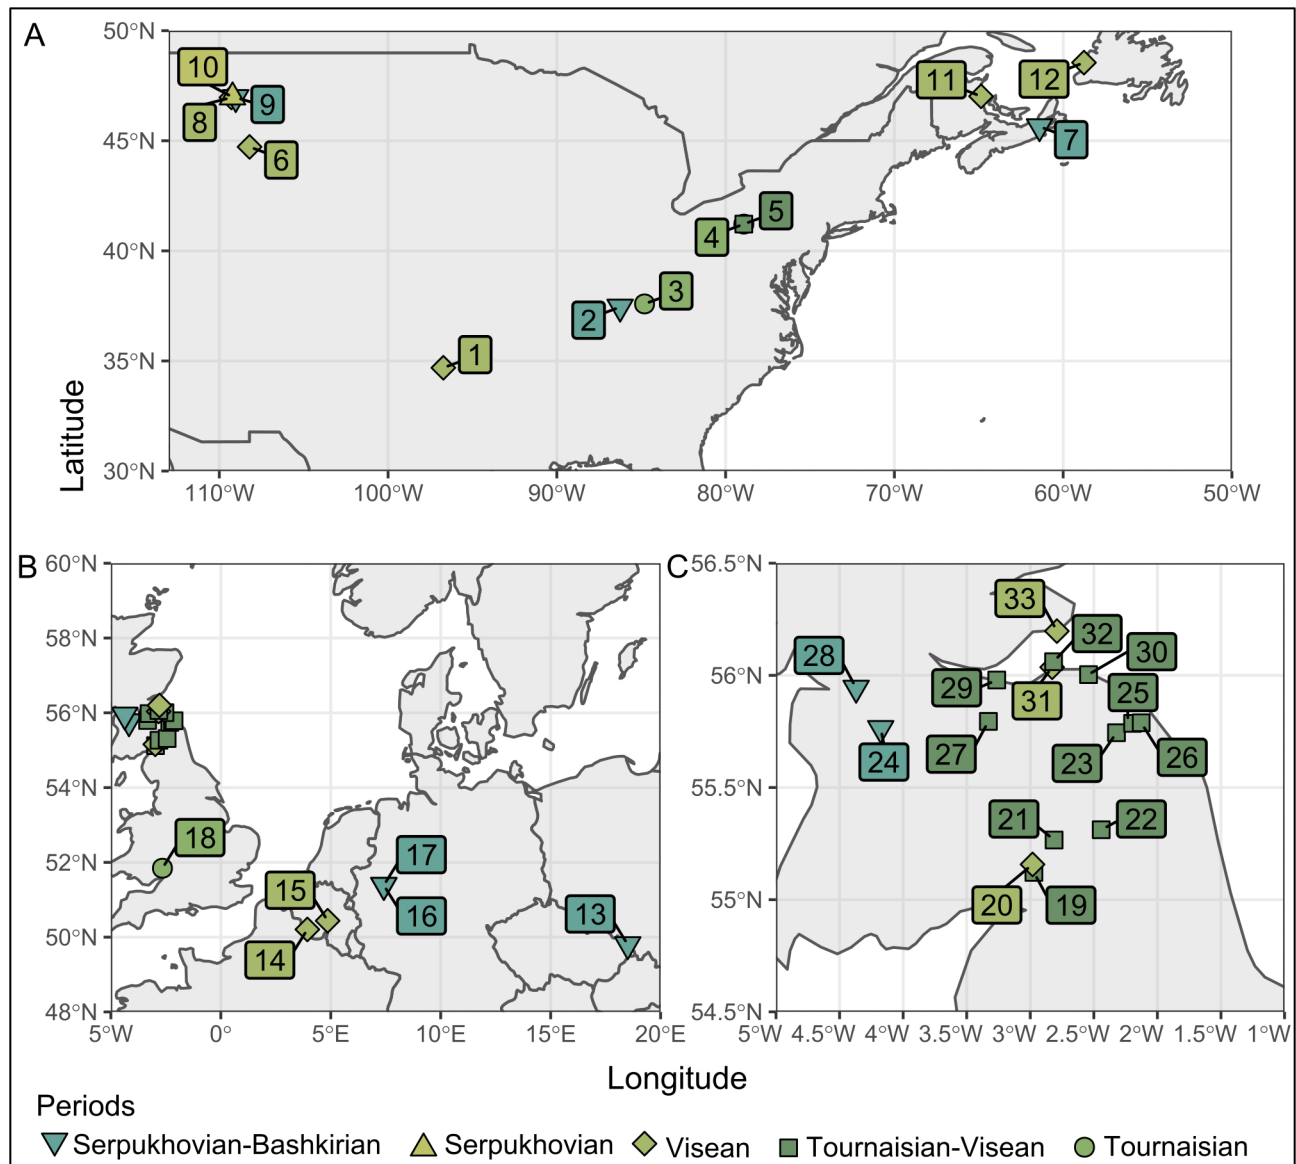 A
50°N
45°N
40°N
35°N
30°N
Latitude
10
9
8
6
11
12
7
5
4
3
2
1
110°W 100°W 90°W 80°W 70°W 60°W 50°W
B
60°N
58°N
56°N
54°N
52°N
50°N
48°N
18
17
15
16
13
14
5°W 0° 5°E 10°E 15°E 20°E
C
56.5°N
56°N
55.5°N
55°N
54.5°N
33
32
28
30
29
31
25
27
24
23
26
21
22
20
19
5°W 4.5°W 4°W 3.5°W 3°W 2.5°W 2°W 1.5°W 1°W
Longitude
Periods
Serpukhovian-Bashkirian Serpukhovian Visean Tournaisian-Visean Tournaisian